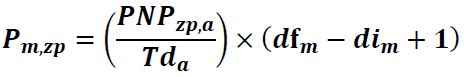 P_{m,zp} = (PNP_{zp,a} / Td_a) × (df_m − di_m + 1)